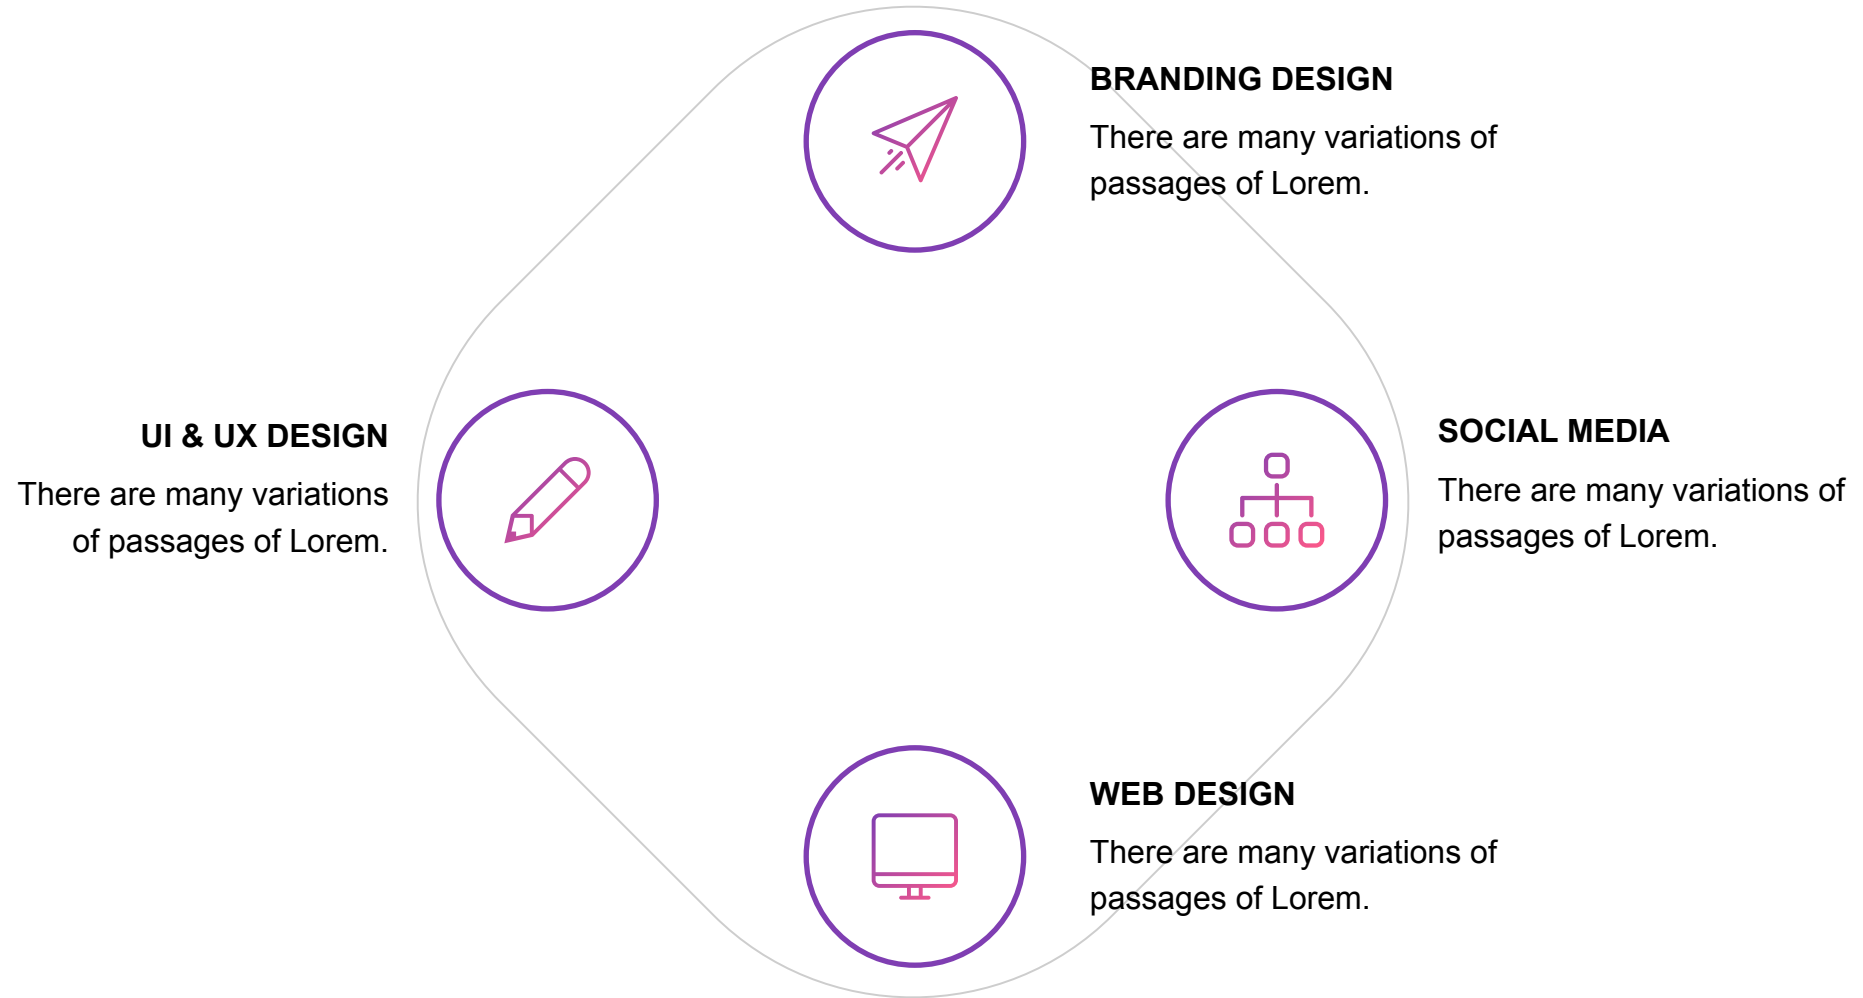 BRANDING DESIGN
There are many variations of
passages of Lorem.
UI & UX DESIGN
There are many variations
of passages of Lorem.
SOCIAL MEDIA
There are many variations of
passages of Lorem.
WEB DESIGN
There are many variations of
passages of Lorem.